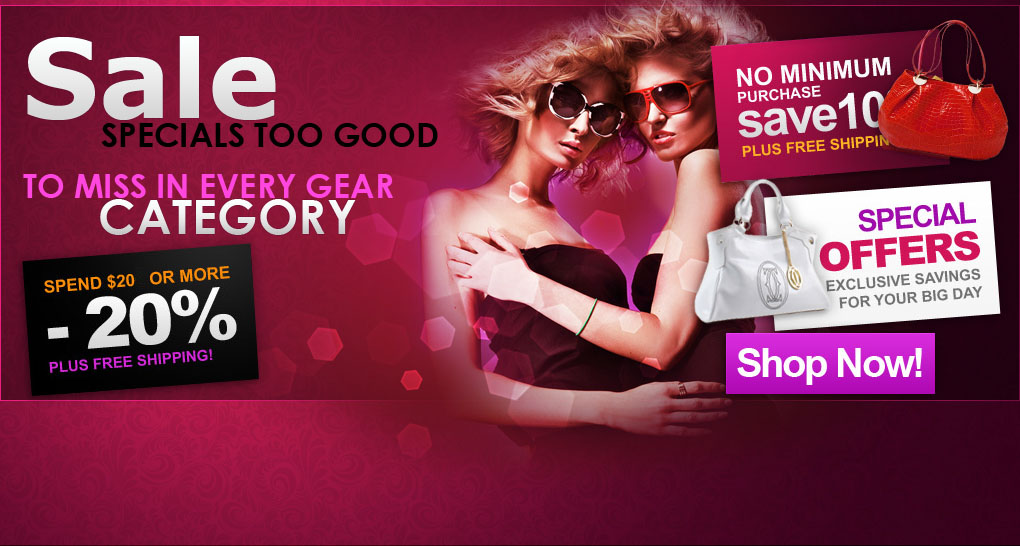 Sale
SPECIALS TOO GOOD
TO MISS IN EVERY GEAR
CATEGORY
SPEND $20 OR MORE
- 20%
PLUS FREE SHIPPING!
NO MINIMUM
PURCHASE
save10
PLUS FREE
SPECIAL
OFFERS
EXCLUSIVE SAVINGS
FOR YOUR BIG DAY
Shop Now!